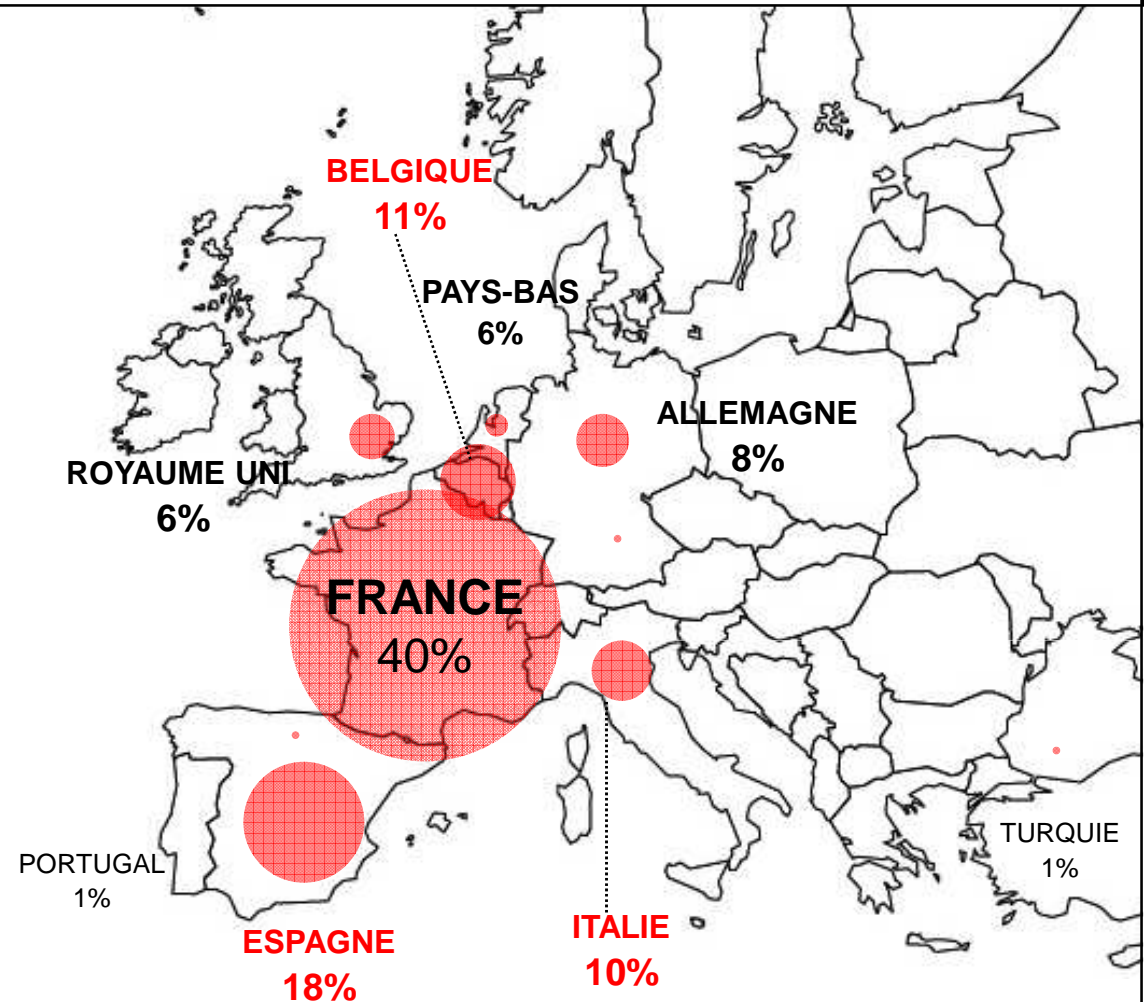 BELGIQUE
11%
PAYS-BAS
6%
ALLEMAGNE
8%
ROYAUME UNI
6%
FRANCE
40%
PORTUGAL
1%
TURQUIE
1%
ESPAGNE
18%
ITALIE
10%